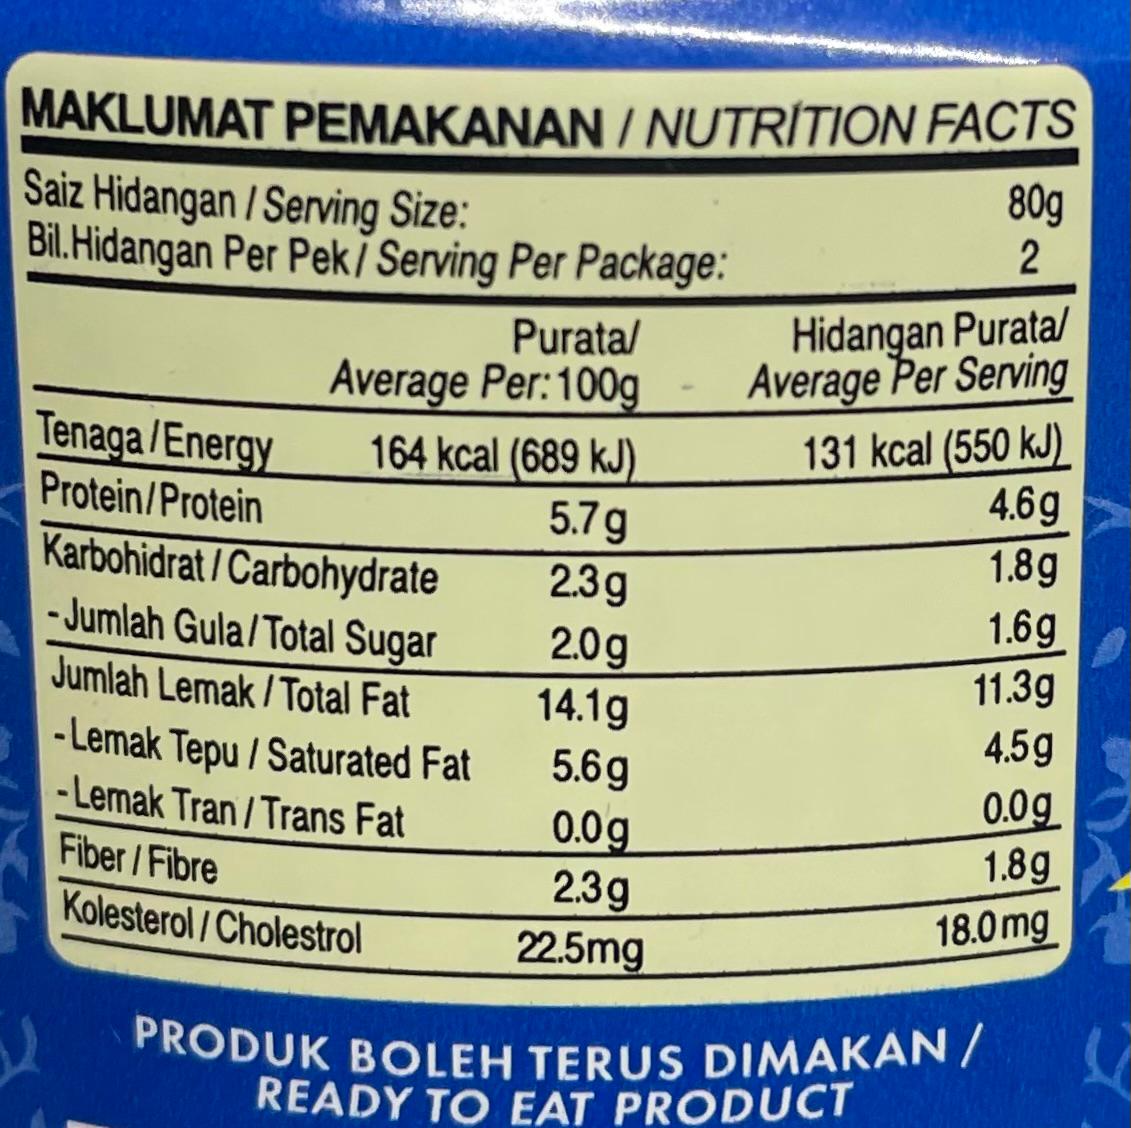 MAKLUMAT PEMAKANAN / NUTRITION FACTS
Saiz Hidangan / Serving Size: 80g
Bil.Hidangan Per Pek / Serving Per Package: 2
Purata/ Hidangan Purata/
Average Per: 100g Average Per Serving
Tenaga / Energy 164 kcal (689 kJ) 131 kcal (550 kJ)
Protein / Protein 5.7g 4.6g
Karbohidrat / Carbohydrate 2.3g 1.8g
- Jumlah Gula / Total Sugar 2.0g 1.6g
Jumlah Lemak / Total Fat 14.1g 11.3g
- Lemak Tepu / Saturated Fat 5.6g 4.5g
- Lemak Tran / Trans Fat 0.0g 0.0g
Fiber / Fibre 2.3g 1.8g
Kolesterol / Cholestrol 22.5mg 18.0mg
PRODUK BOLEH TERUS DIMAKAN /
READY TO EAT PRODUCT